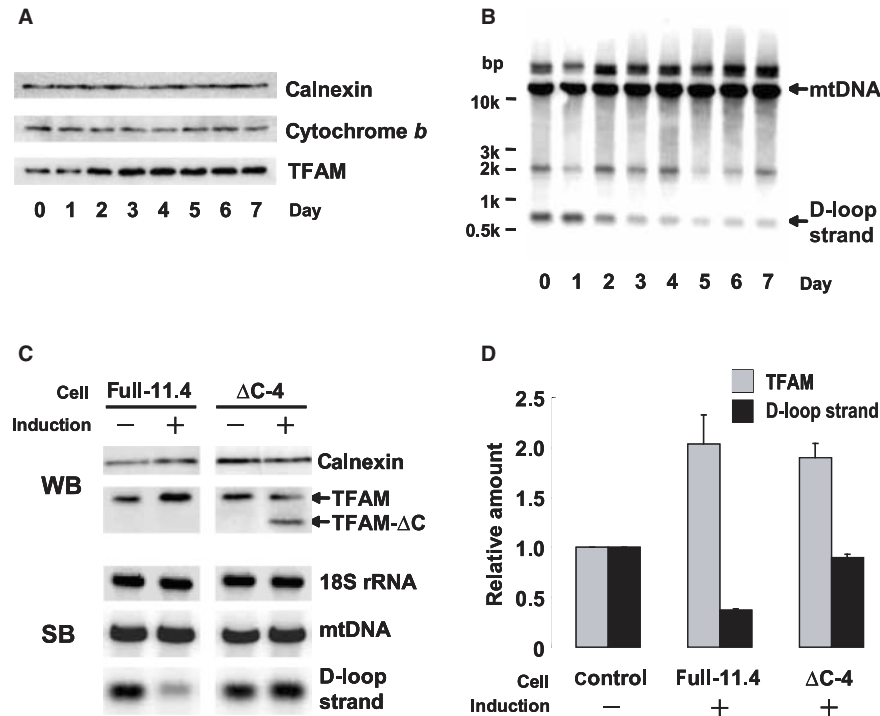 A
Calnexin
Cytochrome b
TFAM
0 1 2 3 4 5 6 7 Day
B
bp
10k
3k
2k
1k
0.5k
mtDNA
D-loop
strand
0 1 2 3 4 5 6 7 Day
C
Cell Full-11.4 ΔC-4
Induction − + − +
WB
Calnexin
TFAM
TFAM-ΔC
SB
18S rRNA
mtDNA
D-loop
strand
D
TFAM
D-loop strand
Relative amount
2.5
2.0
1.5
1.0
0.5
0
Cell control Full-11.4 ΔC-4
Induction − + +